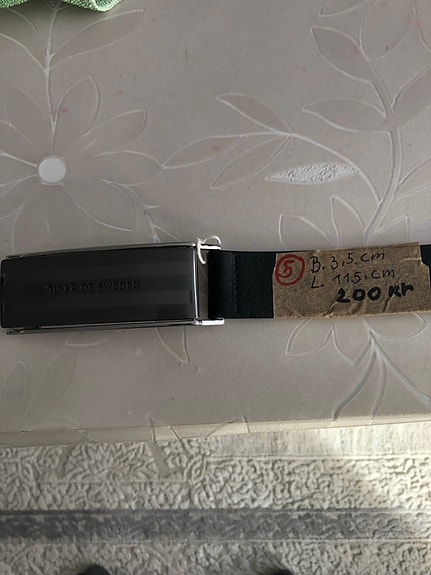 TIGER OF SWEDEN
5
B. 3,5. cm
L. 115. cm
200 kr